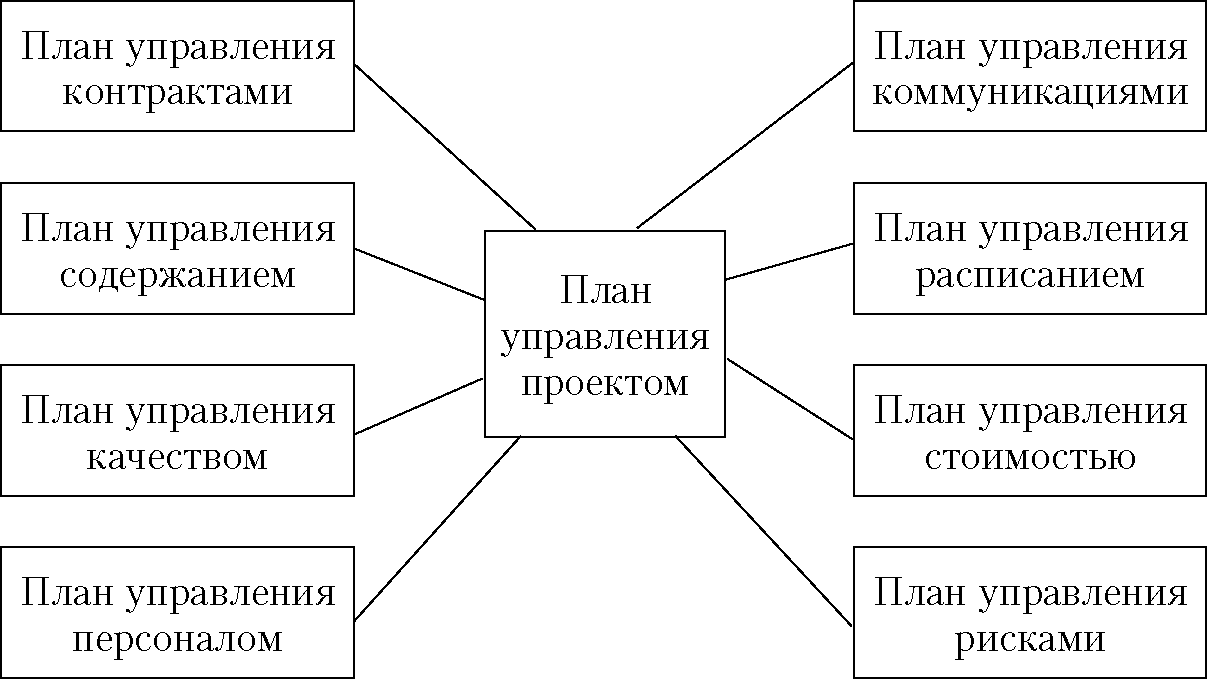 План управления
контрактами
План управления
содержанием
План управления
качеством
План управления
персоналом
План
управления
проектом
План управления
коммуникациями
План управления
расписанием
План управления
стоимостью
План управления
рисками